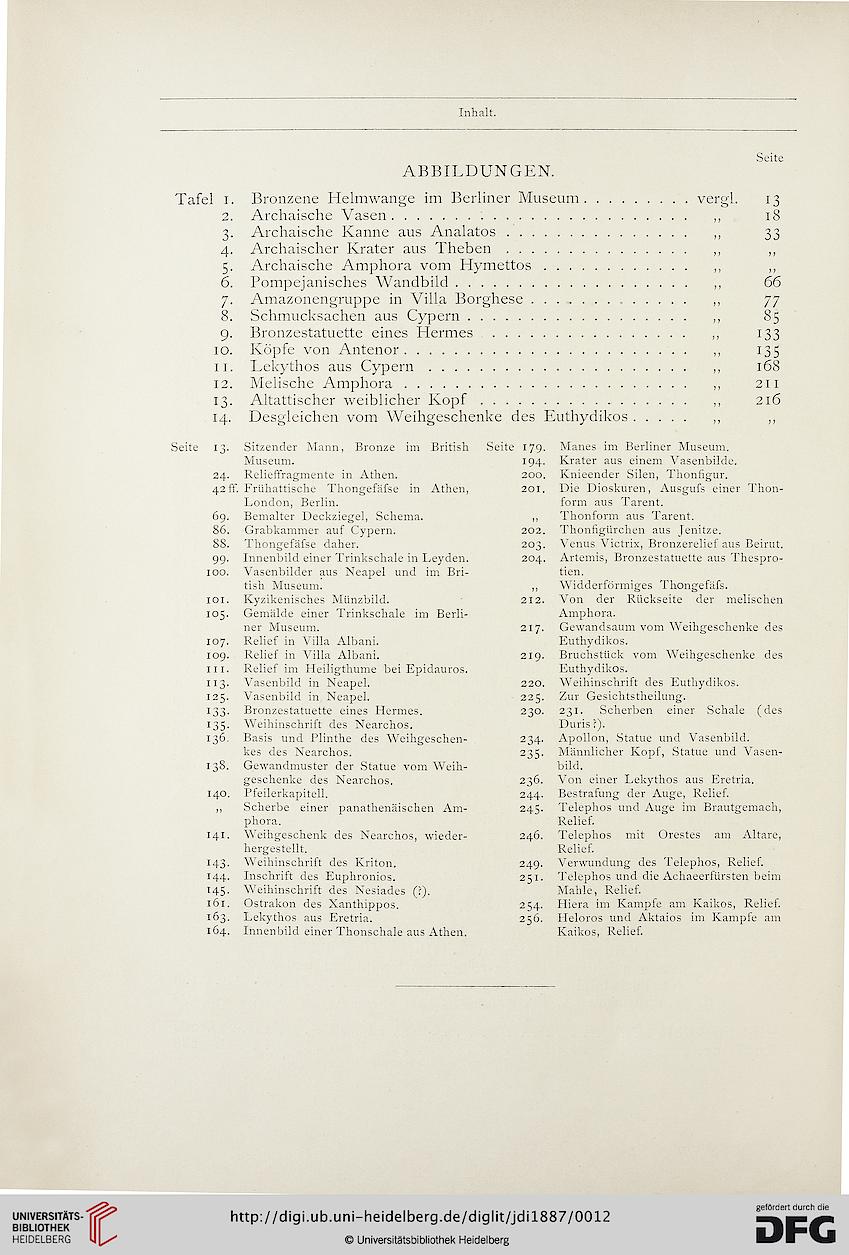 Inhalt.
Seite
ABBILDUNGEN.
Tafel 1. Bronzene Helmwange im Berliner Museum . . . . . . . . . vergl. 13
2. Archaische Vasen . . . . . . . . . . . . . . . . . . . . . . . . ,, 18
3. Archaische Kanne aus Analatos . . . . . . . . . . . . . . . ,, 33
4. Archaischer Krater aus Theben . . . . . . . . . . . . . . . ,, ,,
5. Archaische Amphora vom Hymettos . . . . . . . . . . . . ,, ,,
6. Pompejanisches Wandbild . . . . . . . . . . . . . . . . . . . ,, 66
7. Amazonengruppe in Villa Borghese . . . . . . . . . . . . . ,, 77
8. Schmucksachen aus Cypern . . . . . . . . . . . . . . . . . . ,, 85
9. Bronzestatuette eines Hermes . . . . . . . . . . . . . . . . ,, 133
10. Köpfe von Antenor . . . . . . . . . . . . . . . . . . . . . . . ,, 135
11. Lekythos aus Cypern . . . . . . . . . . . . . . . . . . . . . ,, 168
12. Melische Amphora . . . . . . . . . . . . . . . . . . . . . . . ,, 211
13. Altattischer weiblicher Kopf . . . . . . . . . . . . . . . . . ,, 216
14. Desgleichen vom Weihgeschenke des Euthydikos . . . . . ,, ,,
Seite 13. Sitzender Mann, Bronze im British
Museum.
24. Relieffragmente in Athen.
42 ff. Frühattische Thongefäfse in Athen,
London, Berlin.
69. Bemalter Deckziegel, Schema.
86. Grabkammer auf Cypern.
88. Thongefäfse daher.
99. Innenbild einer Trinkschale in Leyden.
100. Vasenbilder aus Neapel und im Bri-
tish Museum.
101. Kyzikenisches Münzbild.
105. Gemälde einer Trinkschale im Berli-
ner Museum.
107. Relief in Villa Albani.
109. Relief in Villa Albani.
111. Relief im Heiligthume bei Epidauros.
113. Vasenbild in Neapel.
125. Vasenbild in Neapel.
133. Bronzestatuette eines Hermes.
135. Weihinschrift des Nearchos.
136. Basis und Plinthe des Weihgeschen-
kes des Nearchos.
138. Gewandmuster der Statue vom Weih-
geschenke des Nearchos.
140. Pfeilerkapitell.
,, Scherbe einer panathenäischen Am-
phora.
141. Weihgeschenk des Nearchos, wieder-
hergestellt.
143. Weihinschrift des Kriton.
144. Inschrift des Euphronios.
145. Weihinschrift des Nesiades (?).
161. Ostrakon des Xanthippos.
163. Lekythos aus Eretria.
164. Innenbild einer Thonschale aus Athen.
Seite 179. Manes im Berliner Museum.
194. Krater aus einem Vasenbilde.
200. Knieender Silen, Thonfigur.
201. Die Dioskuren, Ausgufs einer Thon-
form aus Tarent.
,, Thonform aus Tarent.
202. Thonfigürchen aus Jenitze.
203. Venus Victrix, Bronzerelief aus Beirut.
204. Artemis, Bronzestatuette aus Thespro-
tien.
,, Widderförmiges Thongefäfs.
212. Von der Rückseite der melischen
Amphora.
217. Gewandsaum vom Weihgeschenke des
Euthydikos.
219. Bruchstück vom Weihgeschenke des
Euthydikos.
220. Weihinschrift des Euthydikos.
225. Zur Gesichtstheilung.
230. 231. Scherben einer Schale (des
Duris?).
234. Apollon, Statue und Vasenbild.
235. Männlicher Kopf, Statue und Vasen-
bild.
236. Von einer Lekythos aus Eretria.
244. Bestrafung der Auge, Relief.
245. Telephos und Auge im Brautgemach,
Relief.
246. Telephos mit Orestes am Altare,
Relief.
249. Verwundung des Telephos, Relief.
251. Telephos und die Achaeerfürsten beim
Mahle, Relief.
254. Hiera im Kampfe am Kaikos, Relief.
256. Heloros und Aktaios im Kampfe am
Kaikos, Relief.
UNIVERSITÄTS-
BIBLIOTHEK
HEIDELBERG
http://digi.ub.uni-heidelberg.de/diglit/jdi1887/0012
© Universitätsbibliothek Heidelberg
gefördert durch die
DFG